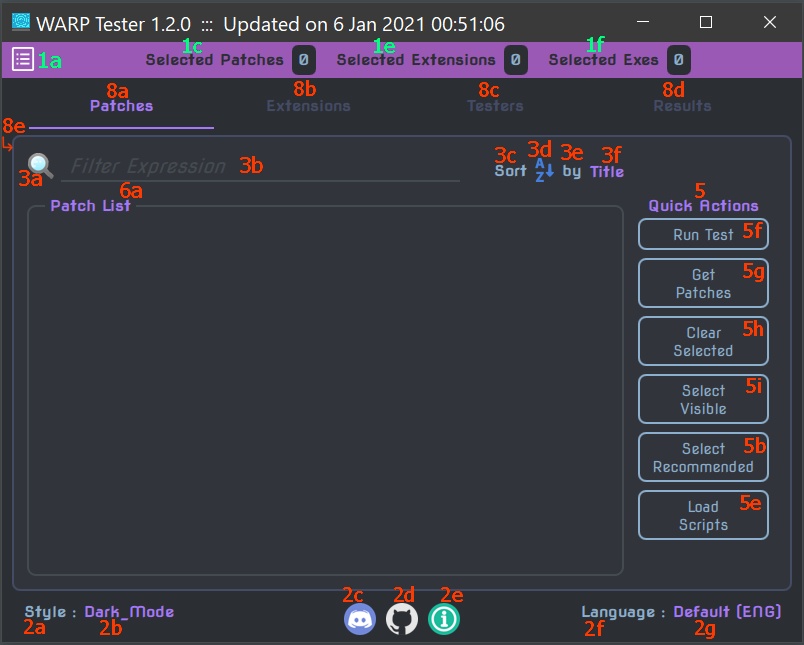 WARP Tester 1.2.0 ::: Updated on 6 Jan 2021 00:51:06
1a 1c 1e 1f
Selected Patches 0 Selected Extensions 0 Selected Exes 0
8a 8b 8c 8d
Patches Extensions Testers Results
8e
3a Filter Expression 3b
3c 3d 3e 3f
Sort A Z by Title
6a 5
Patch List Quick Actions
Run Test 5f
Get 5g
Patches
Clear 5h
Selected
Select 5i
Visible
Select 5b
Recommended
Load 5e
Scripts
2c 2d 2e
Style : Dark_Mode Language : Default (ENG)
2a 2b 2f 2g